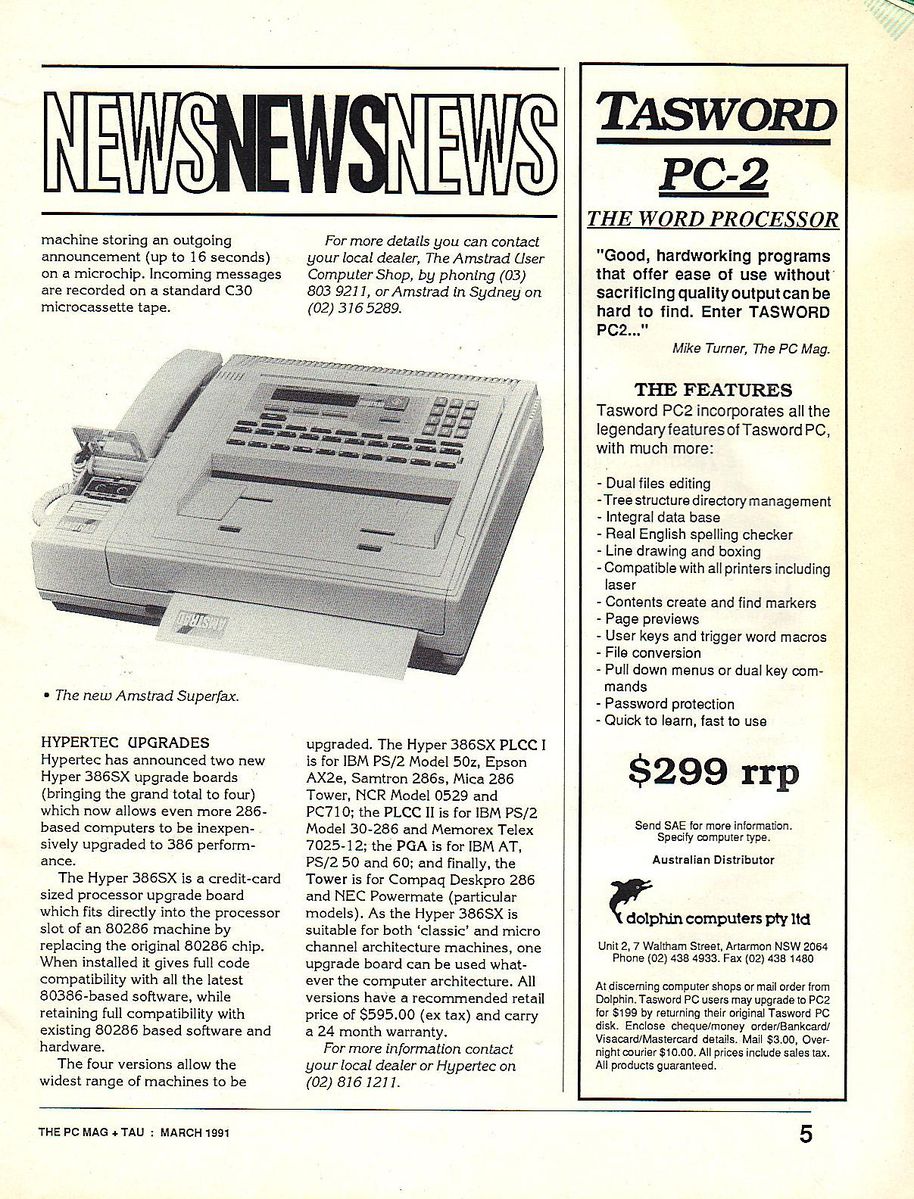 NEWSNEWSNEWS
machine storing an outgoing
announcement (up to 16 seconds)
on a microchip. Incoming messages
are recorded on a standard C30
microcassette tape.
For more details you can contact
your local dealer, The Amstrad User
Computer Shop, by phoning (03)
803 9211, or Amstrad in Sydney on
(02) 316 5289.
AMSTRAD
• The new Amstrad Superfax.
HYPERTEC UPGRADES
Hypertec has announced two new
Hyper 386SX upgrade boards
(bringing the grand total to four)
which now allows even more 286-
based computers to be inexpen-
sively upgraded to 386 perform-
ance.
The Hyper 386SX is a credit-card
sized processor upgrade board
which fits directly into the processor
slot of an 80286 machine by
replacing the original 80286 chip.
When installed it gives full code
compatibility with all the latest
80386-based software, while
retaining full compatibility with
existing 80286 based software and
hardware.
The four versions allow the
widest range of machines to be
upgraded. The Hyper 386SX PLCC I
is for IBM PS/2 Model 50z, Epson
AX2e, Samtron 286s, Mica 286
Tower, NCR Model 0529 and
PC710; the PLCC II is for IBM PS/2
Model 30-286 and Memorex Telex
7025-12; the PGA is for IBM AT,
PS/2 50 and 60; and finally, the
Tower is for Compaq Deskpro 286
and NEC Powermate (particular
models). As the Hyper 386SX is
suitable for both 'classic' and micro
channel architecture machines, one
upgrade board can be used what-
ever the computer architecture. All
versions have a recommended retail
price of $595.00 (ex tax) and carry
a 24 month warranty.
For more information contact
your local dealer or Hypertec on
(02) 816 1211.
TASWORD
PC-2
THE WORD PROCESSOR
"Good, hardworking programs
that offer ease of use without
sacrificing quality output can be
hard to find. Enter TASWORD
PC2..."
Mike Turner, The PC Mag.
THE FEATURES
Tasword PC2 incorporates all the
legendary features of Tasword PC,
with much more:
- Dual files editing
- Tree structure directory management
- Integral data base
- Real English spelling checker
- Line drawing and boxing
- Compatible with all printers including
laser
- Contents create and find markers
- Page previews
- User keys and trigger word macros
- File conversion
- Pull down menus or dual key com-
mands
- Password protection
- Quick to learn, fast to use
$299 rrp
Send SAE for more information.
Specify computer type.
Australian Distributor
dolphin computers pty ltd
Unit 2, 7 Waltham Street, Artarmon NSW 2064
Phone (02) 438 4933. Fax (02) 438 1480
At discerning computer shops or mail order from
Dolphin. Tasword PC users may upgrade to PC2
for $199 by returning their original Tasword PC
disk. Enclose cheque/money order/Bankcard/
Visacard/Mastercard details. Mail $3.00, Over-
night courier $10.00. All prices include sales tax.
All products guaranteed.
THE PC MAG + TAU : MARCH 1991
5